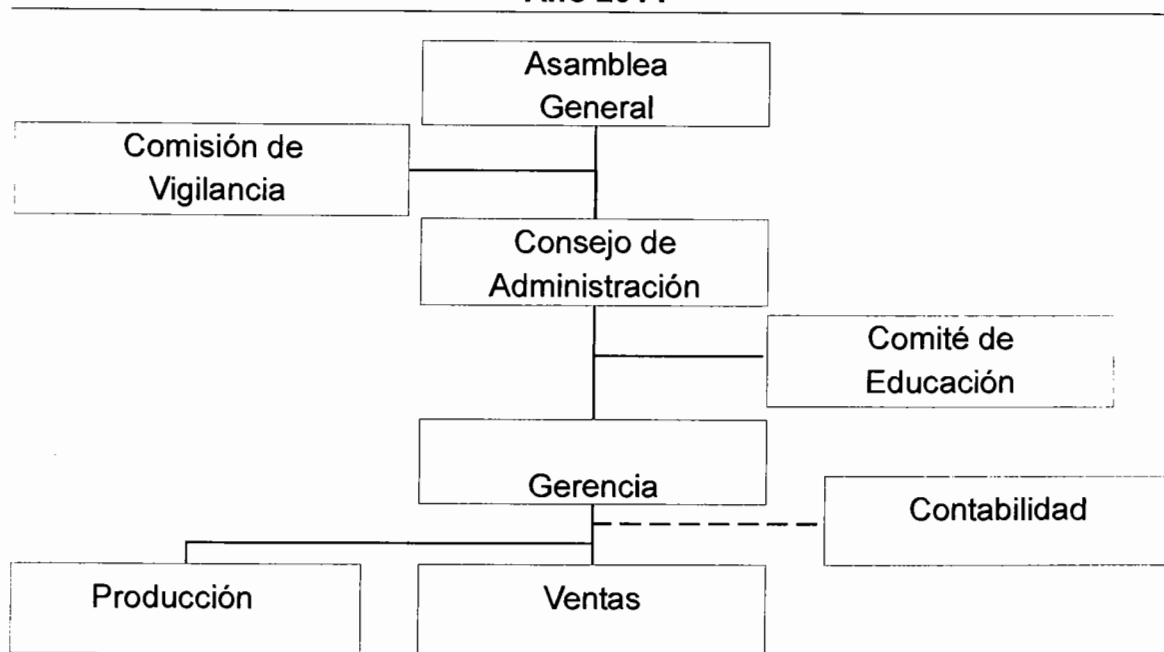 Asamblea
General
Comisión de
Vigilancia
Consejo de
Administración
Comité de
Educación
Gerencia
Contabilidad
Producción
Ventas